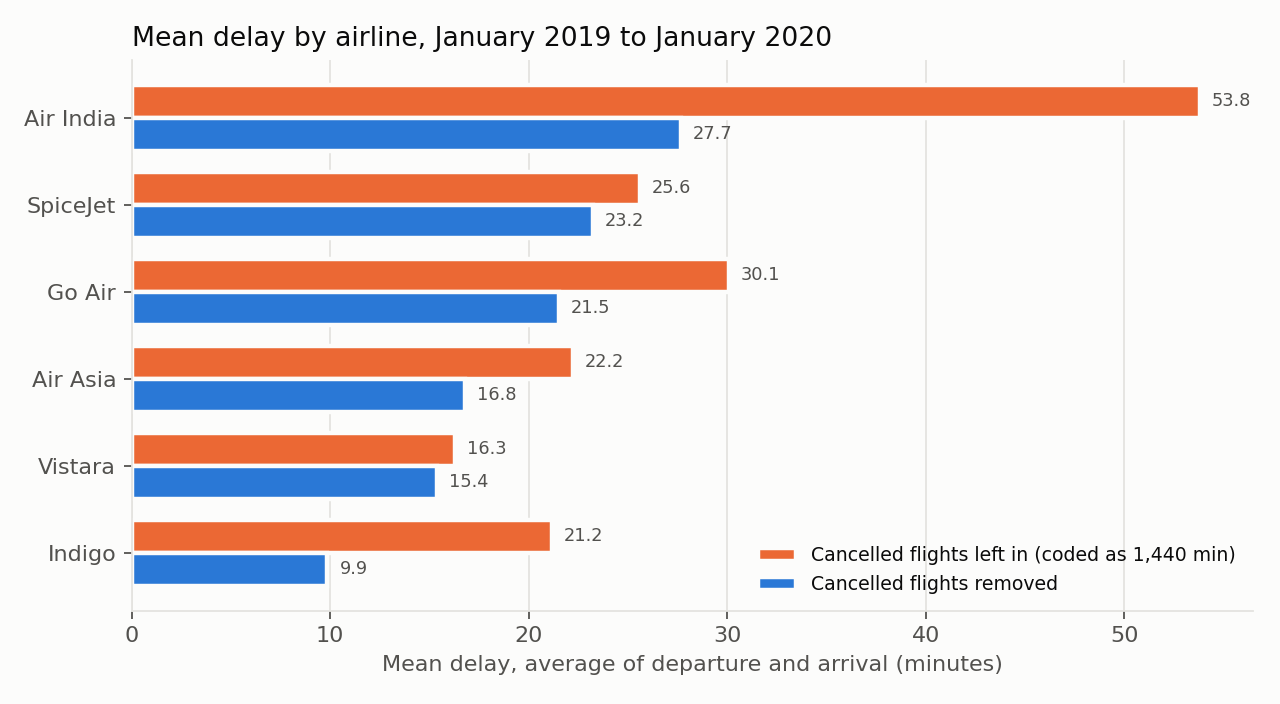 Mean delay by airline, January 2019 to January 2020
Air India
53.8
27.7
SpiceJet
25.6
23.2
Go Air
30.1
21.5
Air Asia
22.2
16.8
Vistara
16.3
15.4
Indigo
21.2
9.9
Cancelled flights left in (coded as 1,440 min)
Cancelled flights removed
0 10 20 30 40 50
Mean delay, average of departure and arrival (minutes)